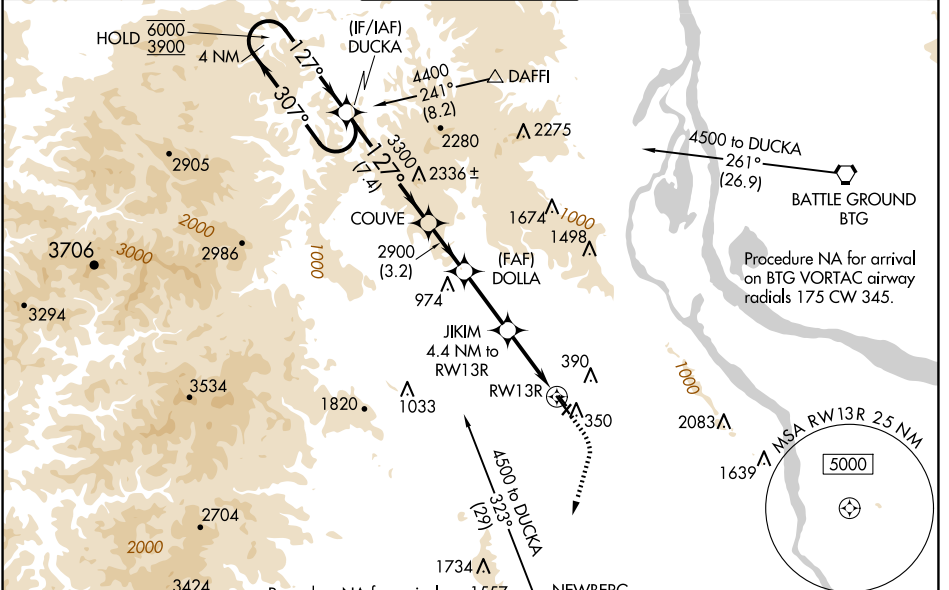 HOLD 6000
3900
4 NM
127°
307°
(IF/IAF)
DUCKA
4400
241°
(8.2)
DAFFI
2280
2275
3300
127°
(7.4)
2336 ±
4500 to DUCKA
261°
(26.9)
BATTLE GROUND
BTG
2905
COUVE
1674
1000
1498
2000
3000
2986
3706
1000
2900
(3.2)
(FAF)
DOLLA
974
Procedure NA for arrival
on BTG VORTAC airway
radials 175 CW 345.
3294
JIKIM
4.4 NM to
RW13R
390
RW13R
350
1000
3534
1820
1033
2083
1639
MSA RW13R 25 NM
5000
4500 to DUCKA
323°
(29)
2704
2000
1734
3424
1557
NEWBERG